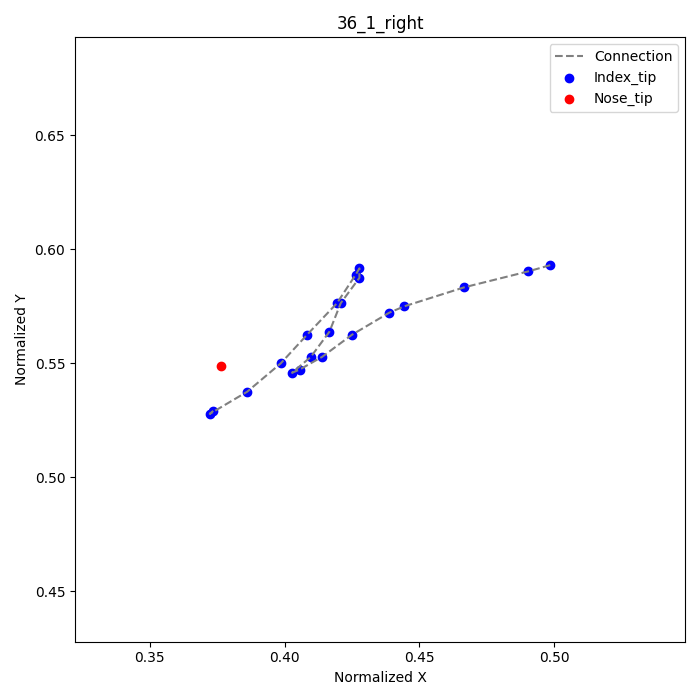 36_1_right
Connection
Index_tip
Nose_tip
Normalized Y
0.65
0.60
0.55
0.50
0.45
0.35 0.40 0.45 0.50
Normalized X